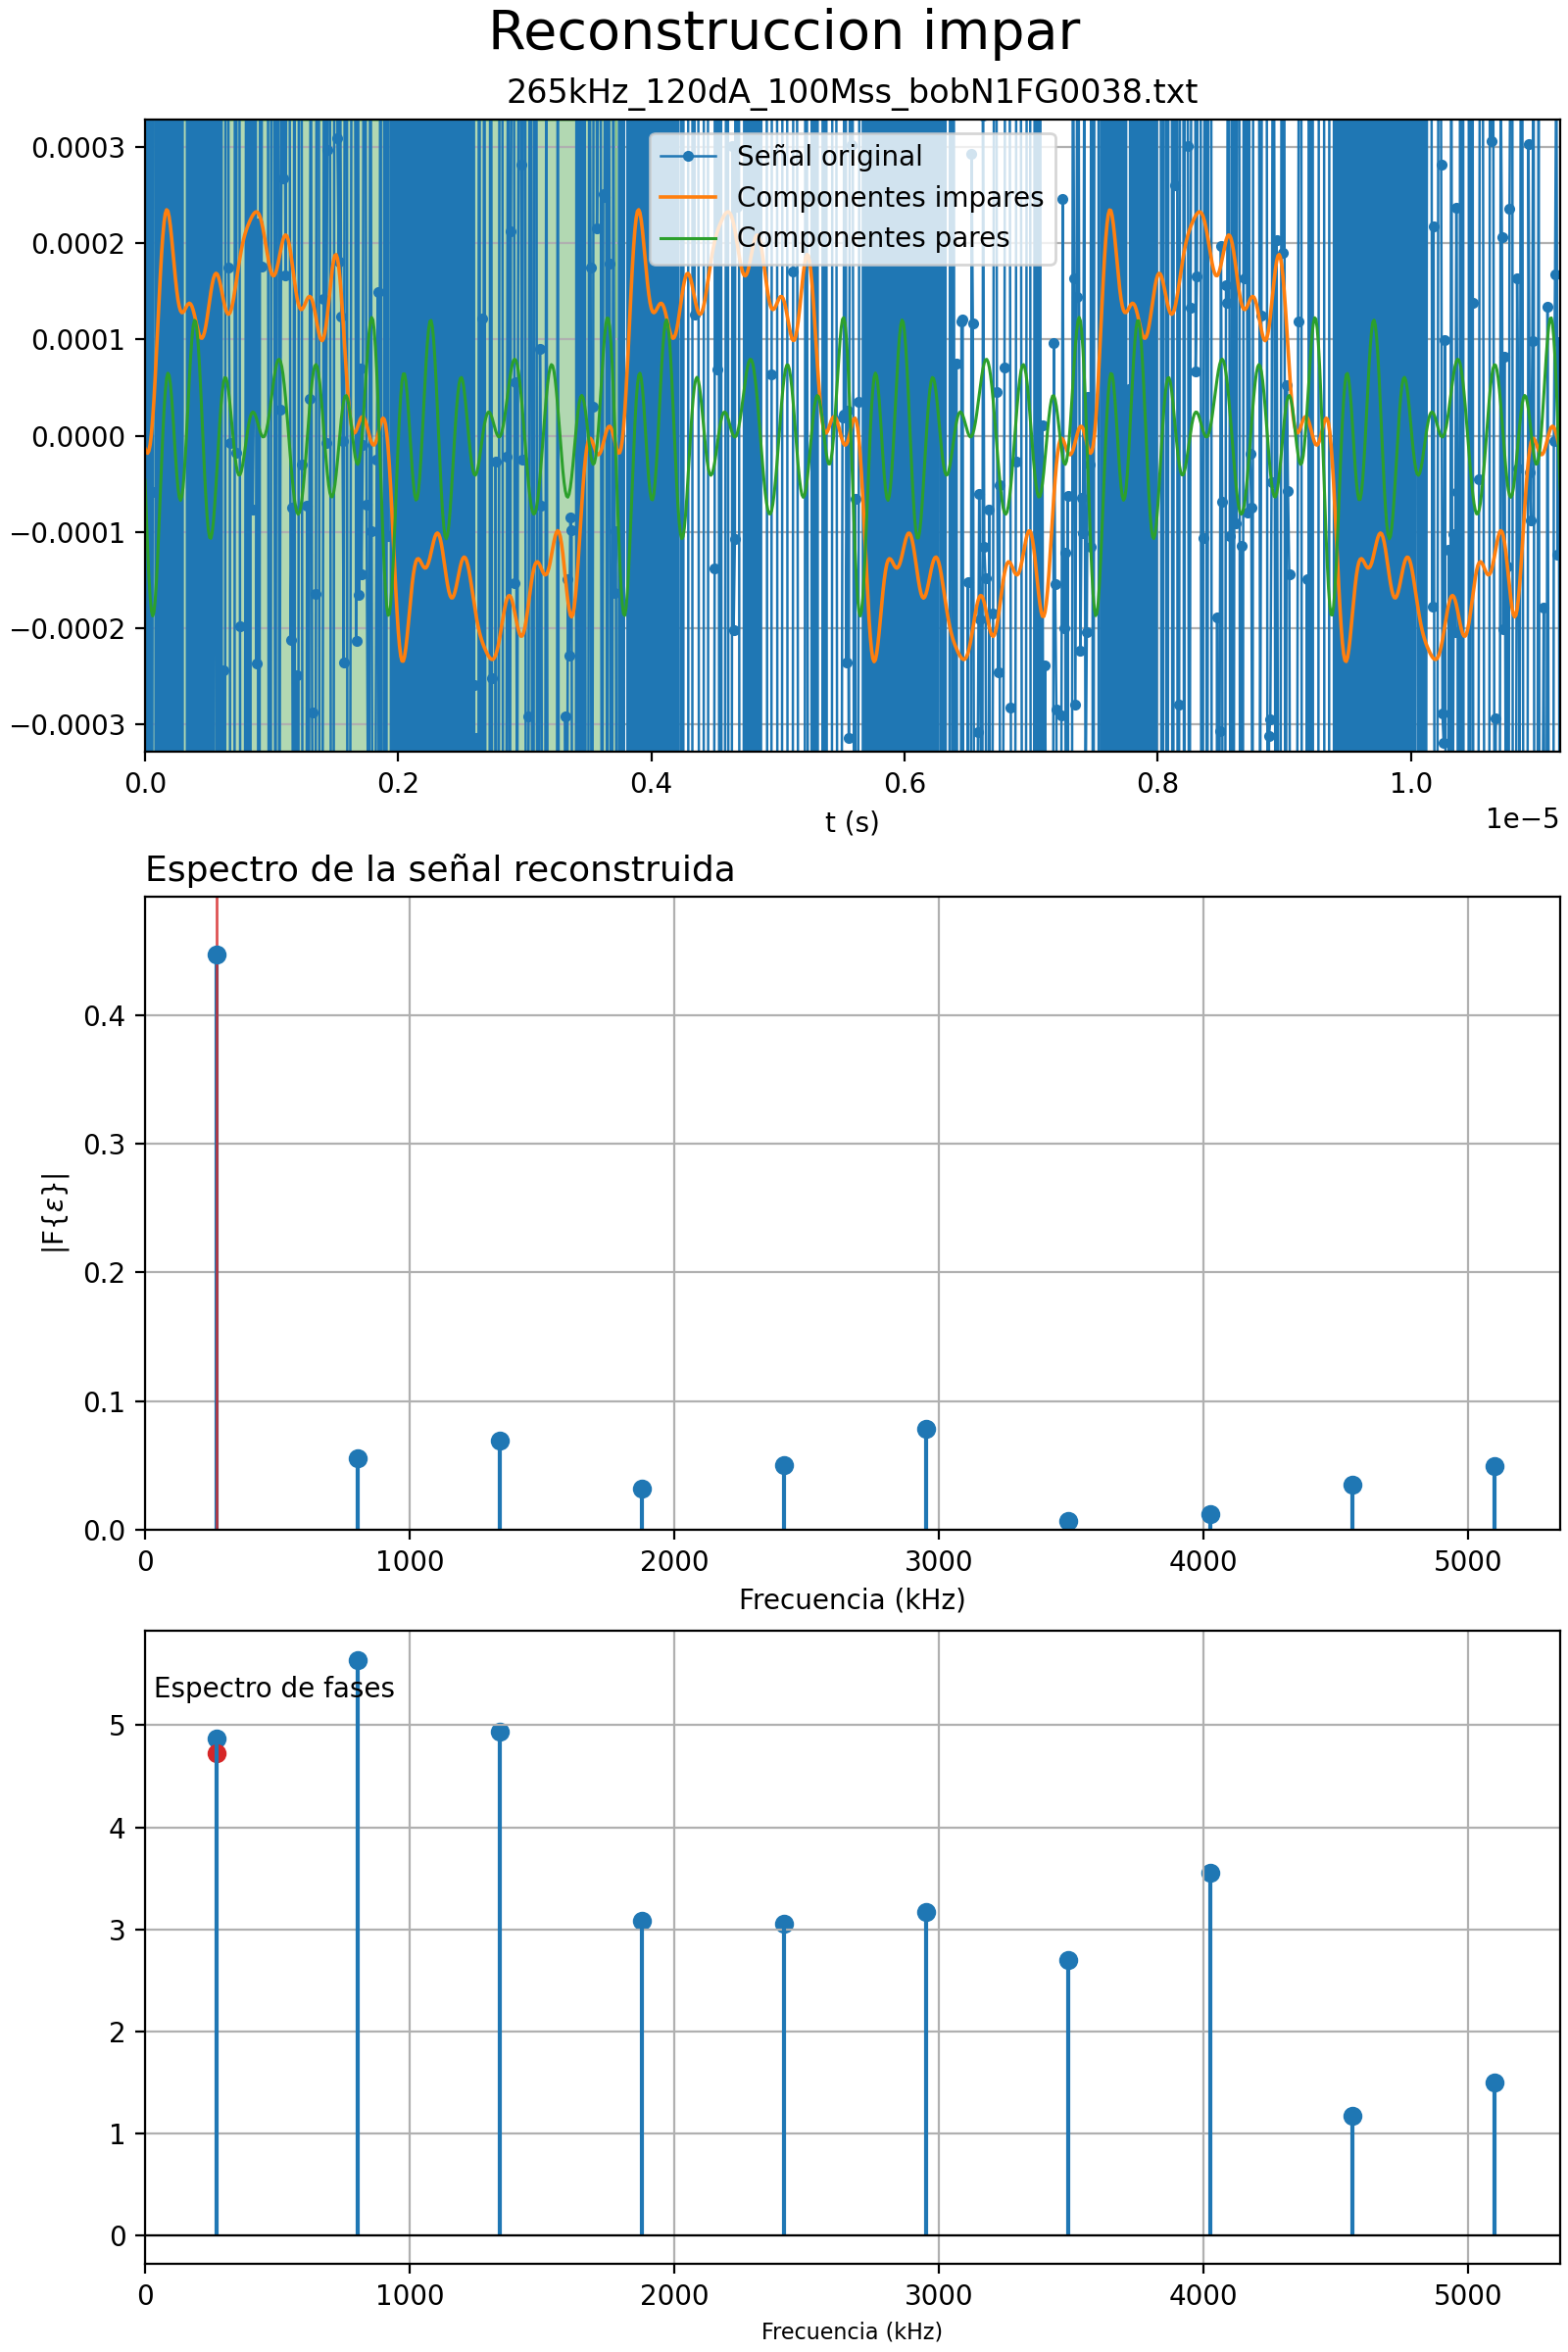 Reconstruccion impar
265kHz_120dA_100Mss_bobN1FG0038.txt
Señal original
Componentes impares
Componentes pares
0.0003
0.0002
0.0001
0.0000
−0.0001
−0.0002
−0.0003
0.0 0.2 0.4 0.6 0.8 1.0
t (s)
1e−5
Espectro de la señal reconstruida
|F{ε}|
0.4
0.3
0.2
0.1
0.0
0 1000 2000 3000 4000 5000
Frecuencia (kHz)
Espectro de fases
5
4
3
2
1
0
0 1000 2000 3000 4000 5000
Frecuencia (kHz)